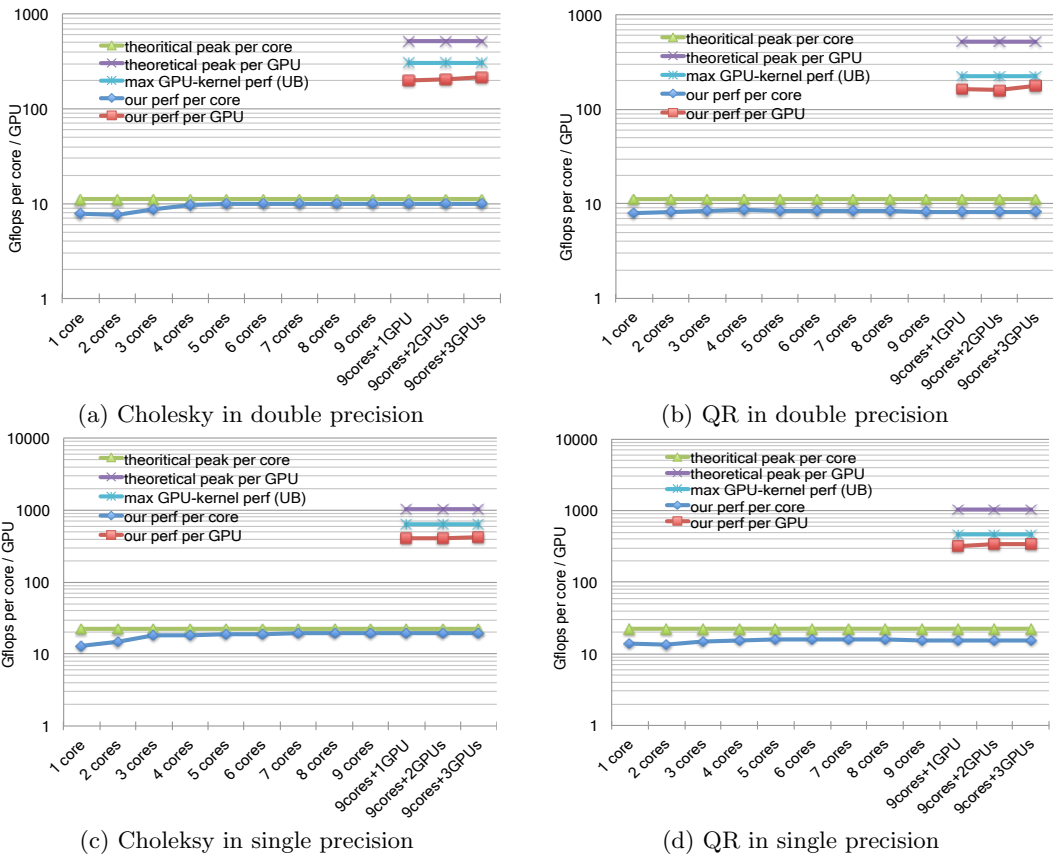 1000
100
10
1
Gflops per core / GPU
theoritical peak per core
theoretical peak per GPU
max GPU-kernel perf (UB)
our perf per core
our perf per GPU
1 core
2 cores
3 cores
4 cores
5 cores
6 cores
7 cores
8 cores
9 cores
9cores+1GPU
9cores+2GPUs
9cores+3GPUs
(a) Cholesky in double precision
1000
100
10
1
Gflops per core / GPU
theoritical peak per core
theoretical peak per GPU
max GPU-kernel perf (UB)
our perf per core
our perf per GPU
1 core
2 cores
3 cores
4 cores
5 cores
6 cores
7 cores
8 cores
9 cores
9cores+1GPU
9cores+2GPUs
9cores+3GPUs
(b) QR in double precision
10000
1000
100
10
1
Gflops per core / GPU
theoritical peak per core
theoretical peak per GPU
max GPU-kernel perf (UB)
our perf per core
our perf per GPU
1 core
2 cores
3 cores
4 cores
5 cores
6 cores
7 cores
8 cores
9 cores
9cores+1GPU
9cores+2GPUs
9cores+3GPUs
(c) Choleksy in single precision
10000
1000
100
10
1
Gflops per core / GPU
theoritical peak per core
theoretical peak per GPU
max GPU-kernel perf (UB)
our perf per core
our perf per GPU
1 core
2 cores
3 cores
4 cores
5 cores
6 cores
7 cores
8 cores
9 cores
9cores+1GPU
9cores+2GPUs
9cores+3GPUs
(d) QR in single precision